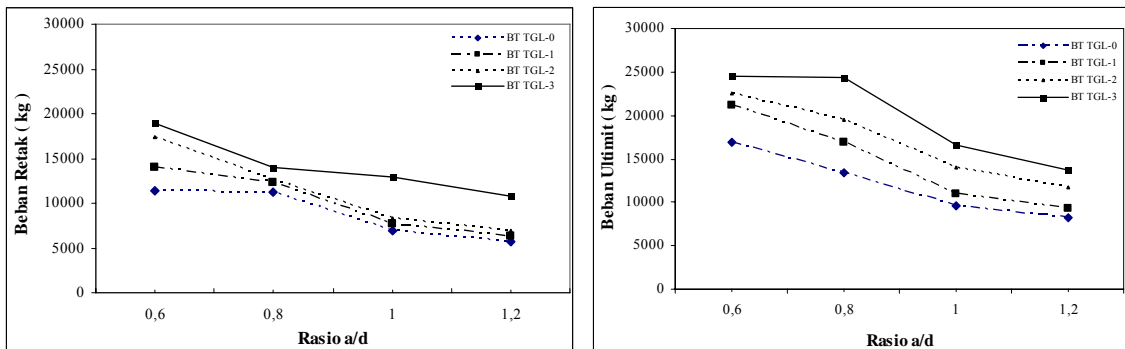 30000
25000
20000
15000
10000
5000
0
Beban Retak ( kg )
0,6
0,8
1
1,2
Rasio a/d
BT TGL-0
BT TGL-1
BT TGL-2
BT TGL-3
30000
25000
20000
15000
10000
5000
0
Beban Ultimit ( kg )
0,6
0,8
1
1,2
Rasio a/d
BT TGL-0
BT TGL-1
BT TGL-2
BT TGL-3